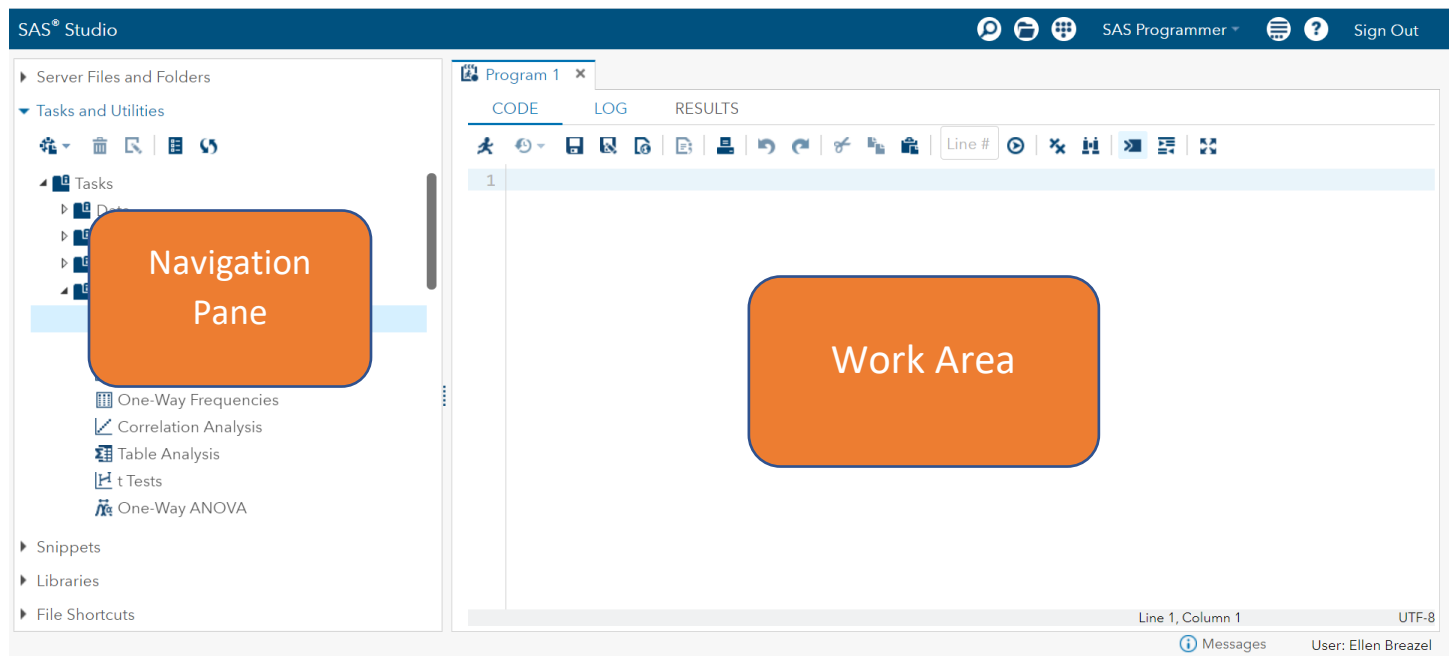 SAS® Studio
SAS Programmer
Sign Out
Server Files and Folders
Tasks and Utilities
Tasks
Navigation
Pane
One-Way Frequencies
Correlation Analysis
Table Analysis
t Tests
One-Way ANOVA
Snippets
Libraries
File Shortcuts
Program 1
CODE LOG RESULTS
Line #
1
Work Area
Line 1, Column 1 UTF-8
Messages User: Ellen Breazel